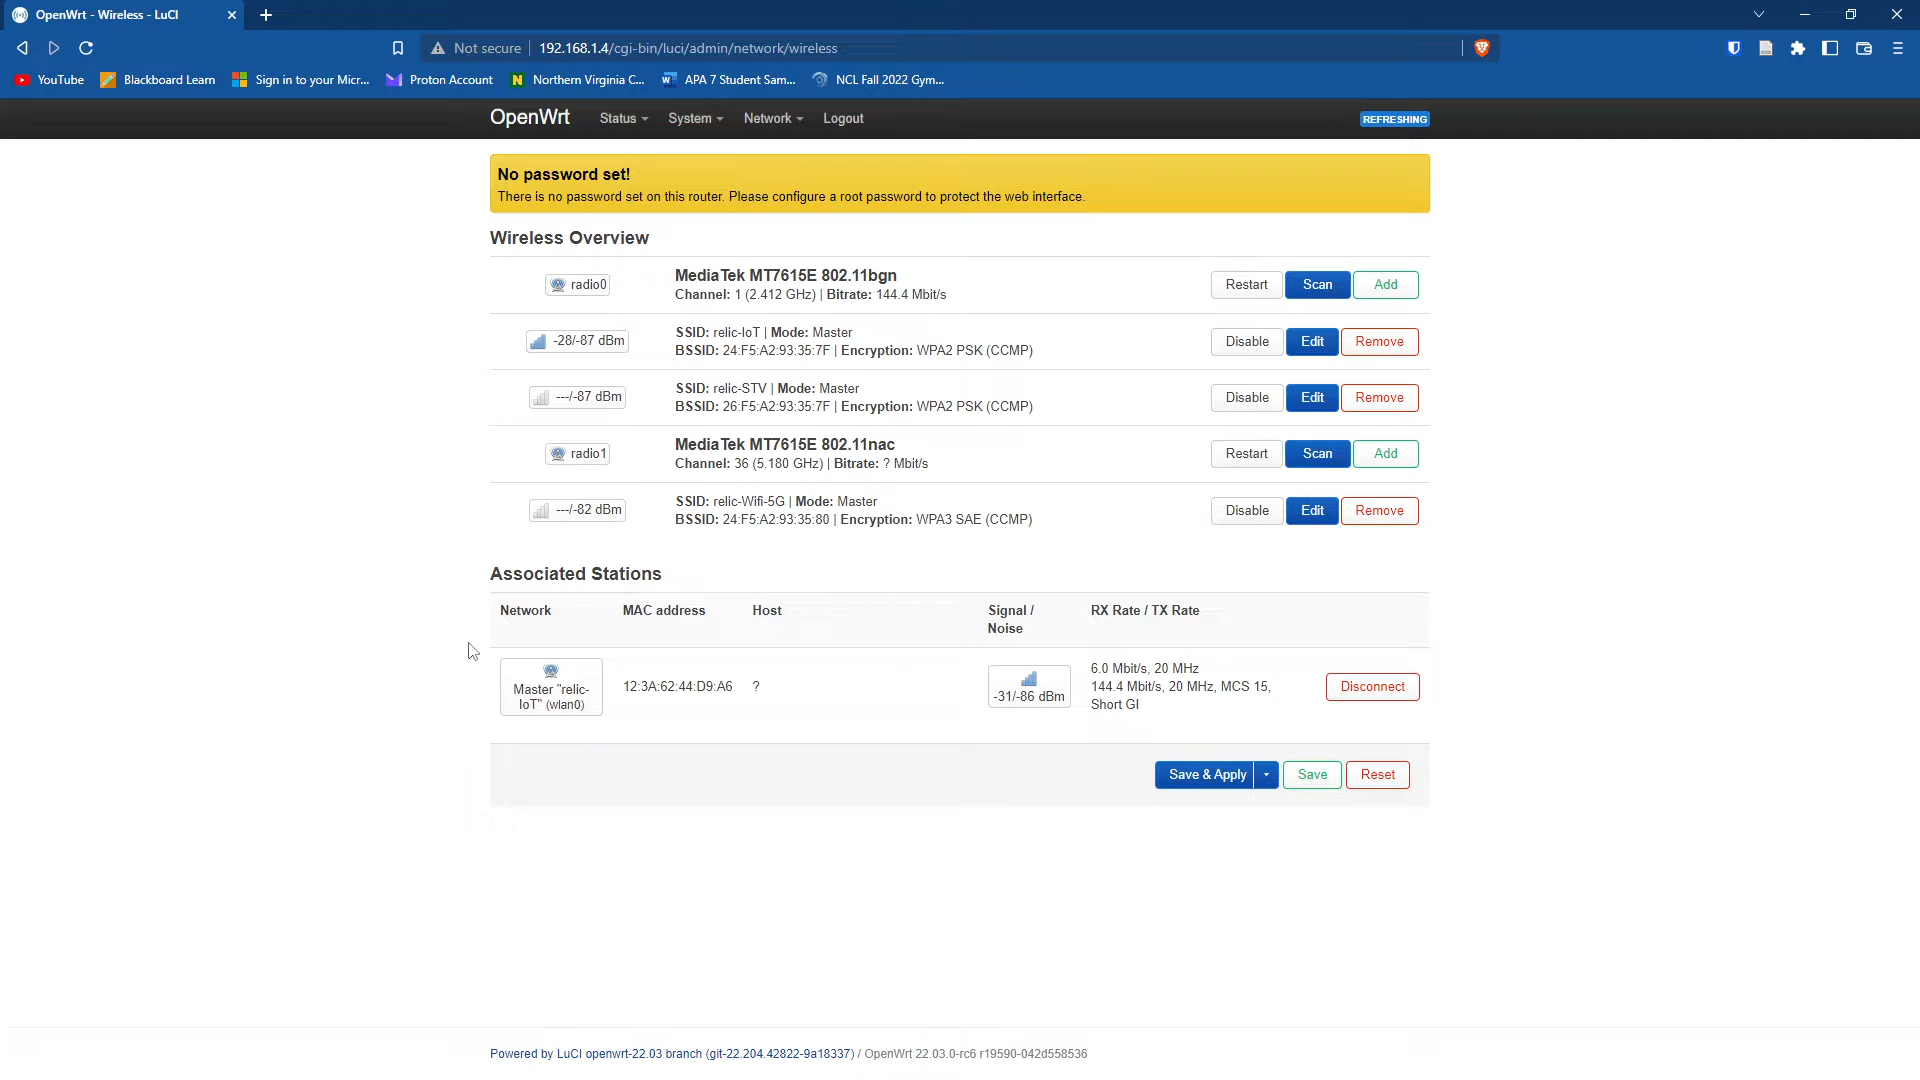 OpenWrt - Wireless - LuCI
Not secure 192.168.1.4/cgi-bin/luci/admin/network/wireless
YouTube Blackboard Learn Sign in to your Micr... Proton Account Northern Virginia C... APA 7 Student Sam... NCL Fall 2022 Gym...
OpenWrt Status System Network Logout REFRESHING
No password set!
There is no password set on this router. Please configure a root password to protect the web interface.
Wireless Overview
radio0 MediaTek MT7615E 802.11bgn Restart Scan Add
Channel: 1 (2.412 GHz) | Bitrate: 144.4 Mbit/s
-28/-87 dBm SSID: relic-IoT | Mode: Master Disable Edit Remove
BSSID: 24:F5:A2:93:35:7F | Encryption: WPA2 PSK (CCMP)
---/-87 dBm SSID: relic-STV | Mode: Master Disable Edit Remove
BSSID: 26:F5:A2:93:35:7F | Encryption: WPA2 PSK (CCMP)
radio1 MediaTek MT7615E 802.11nac Restart Scan Add
Channel: 36 (5.180 GHz) | Bitrate: ? Mbit/s
---/-82 dBm SSID: relic-Wifi-5G | Mode: Master Disable Edit Remove
BSSID: 24:F5:A2:93:35:80 | Encryption: WPA3 SAE (CCMP)
Associated Stations
Network MAC address Host Signal / RX Rate / TX Rate
Noise
6.0 Mbit/s, 20 MHz
Master "relic- 12:3A:62:44:D9:A6 ? 144.4 Mbit/s, 20 MHz, MCS 15, Disconnect
IoT" (wlan0) -31/-86 dBm Short GI
Save & Apply Save Reset
Powered by LuCI openwrt-22.03 branch (git-22.204.42822-9a18337) / OpenWrt 22.03.0-rc6 r19590-042d558536